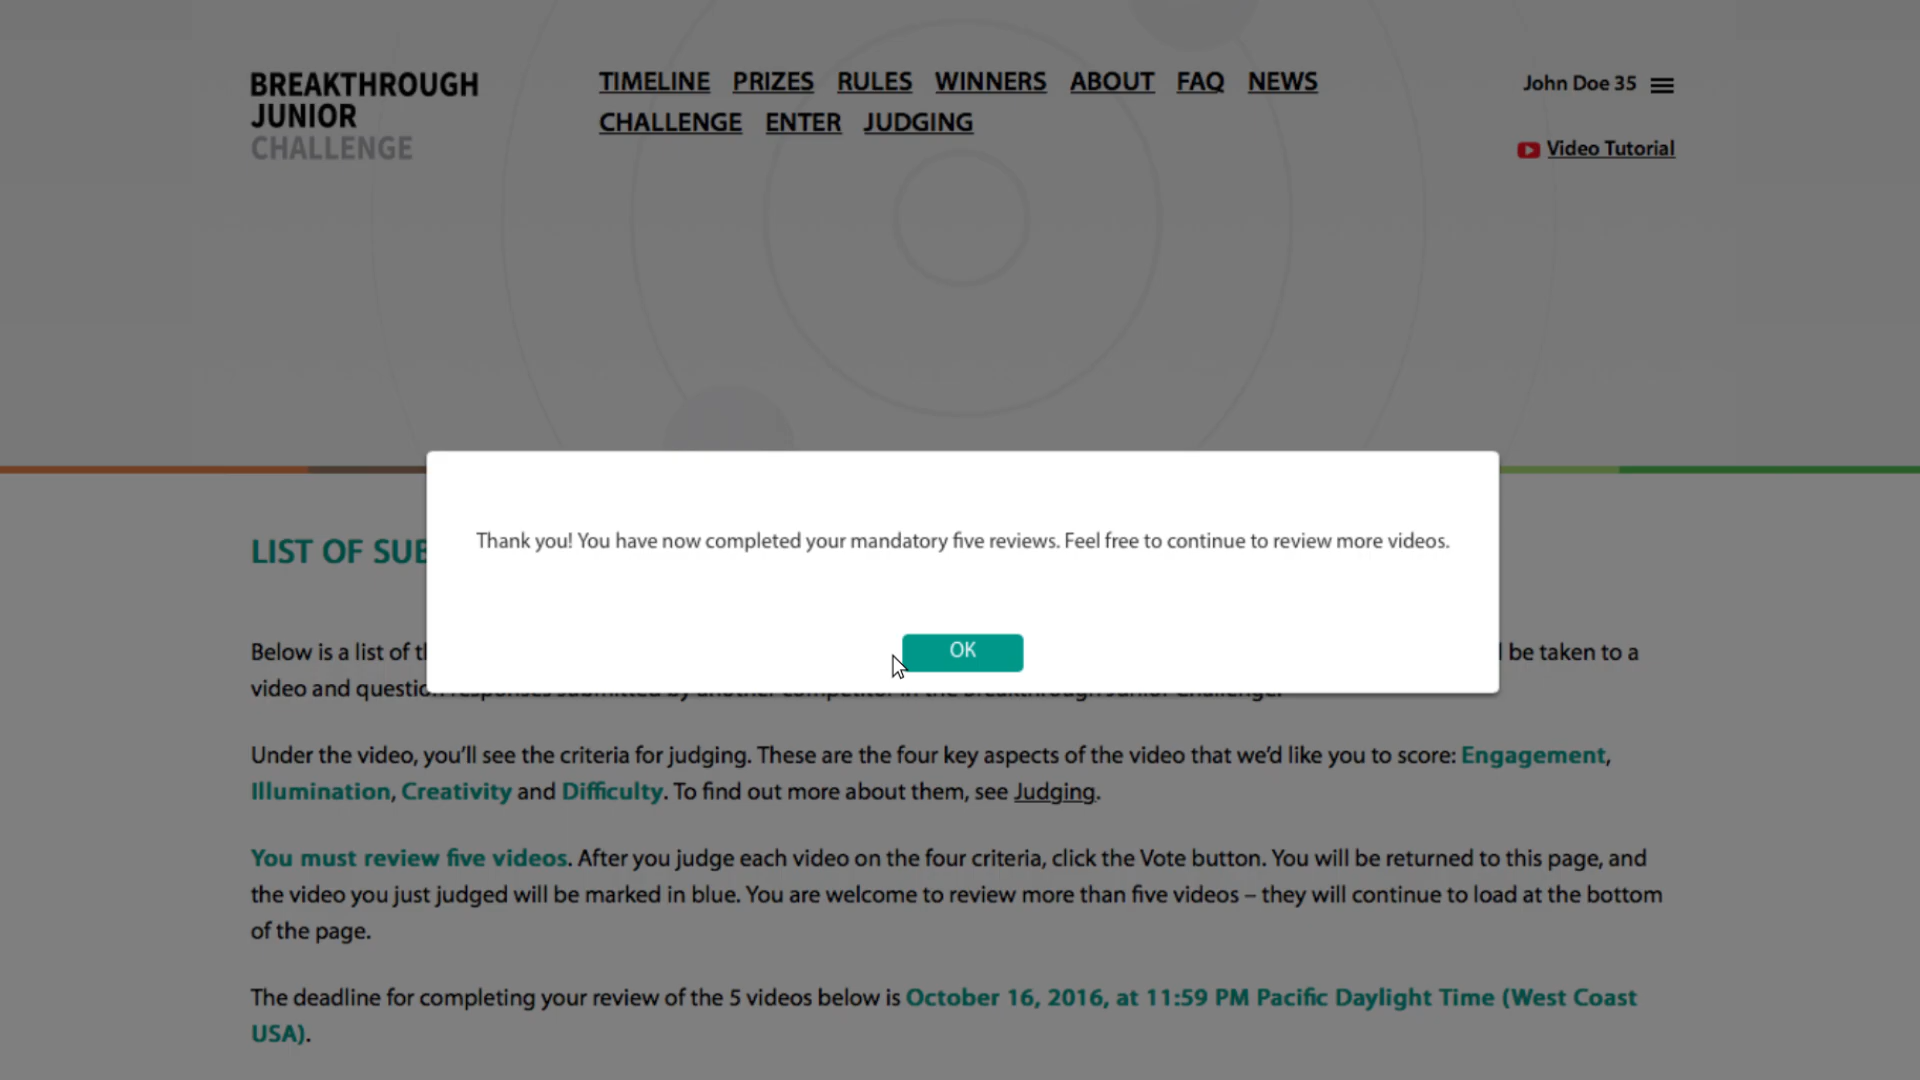 BREAKTHROUGH
JUNIOR
CHALLENGE
TIMELINE PRIZES RULES WINNERS ABOUT FAQ NEWS
CHALLENGE ENTER JUDGING
John Doe 35
Video Tutorial
Thank you! You have now completed your mandatory five reviews. Feel free to continue to review more videos.
OK
LIST OF
Below is a list of be taken to a
video and question
Under the video, you'll see the criteria for judging. These are the four key aspects of the video that we'd like you to score: Engagement,
Illumination, Creativity and Difficulty. To find out more about them, see Judging.
You must review five videos. After you judge each video on the four criteria, click the Vote button. You will be returned to this page, and
the video you just judged will be marked in blue. You are welcome to review more than five videos – they will continue to load at the bottom
of the page.
The deadline for completing your review of the 5 videos below is October 16, 2016, at 11:59 PM Pacific Daylight Time (West Coast
USA).